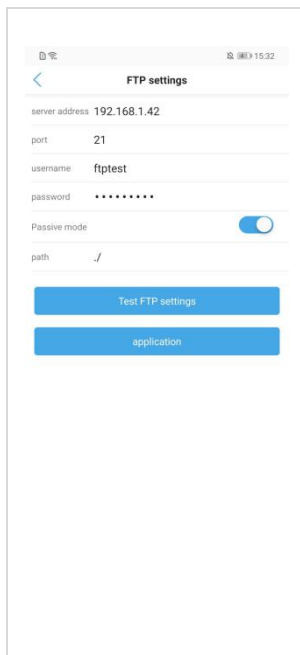 15:32
FTP settings
server address 192.168.1.42
port 21
username ftptest
password •••••••••
Passive mode
path ./
Test FTP settings
application